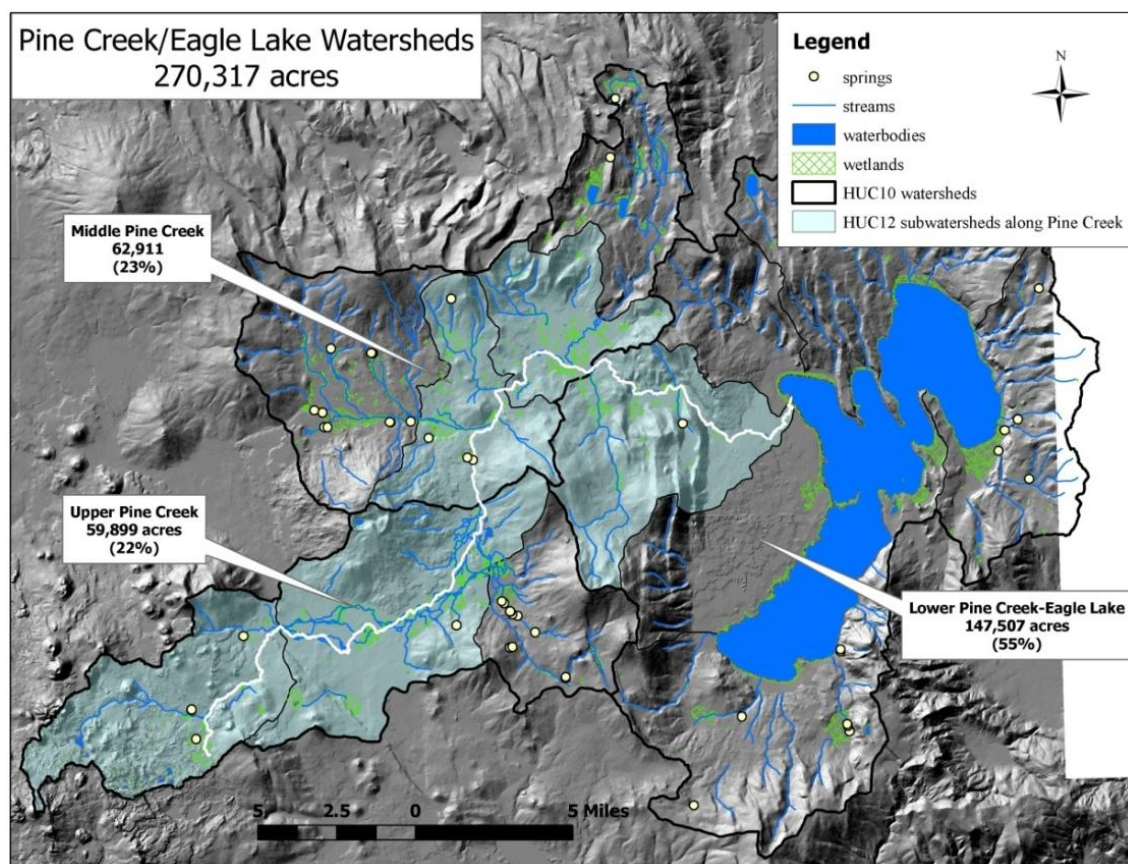 Pine Creek/Eagle Lake Watersheds
270,317 acres
Legend
springs
streams
waterbodies
wetlands
HUC10 watersheds
HUC12 subwatersheds along Pine Creek
N
Middle Pine Creek
62,911
(23%)
Upper Pine Creek
59,899 acres
(22%)
Lower Pine Creek-Eagle Lake
147,507 acres
(55%)
5 2.5 0 5 Miles